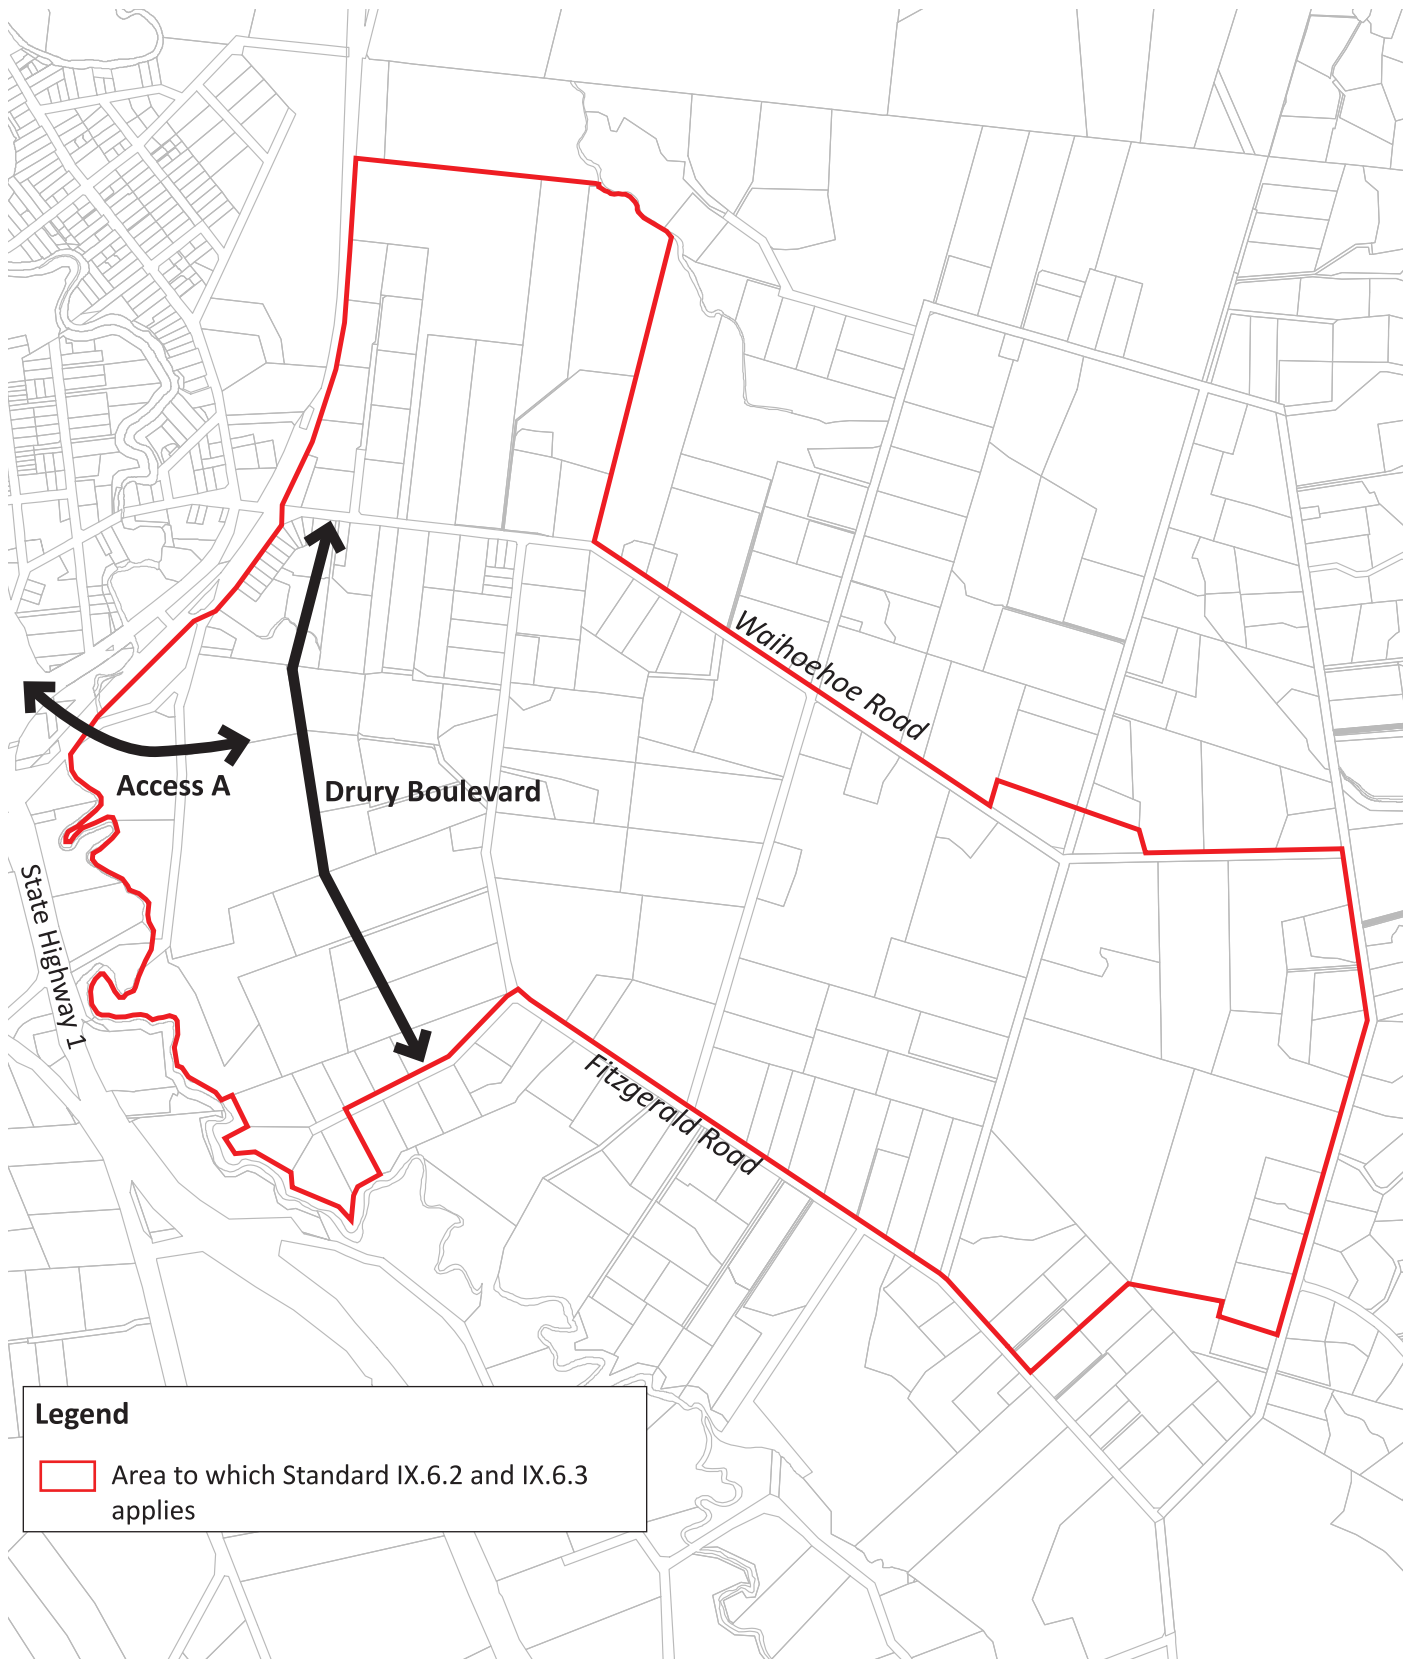 Waihoehoe Road
Access A
Drury Boulevard
State Highway 1
Fitzgerald Road
Legend
Area to which Standard IX.6.2 and IX.6.3
applies